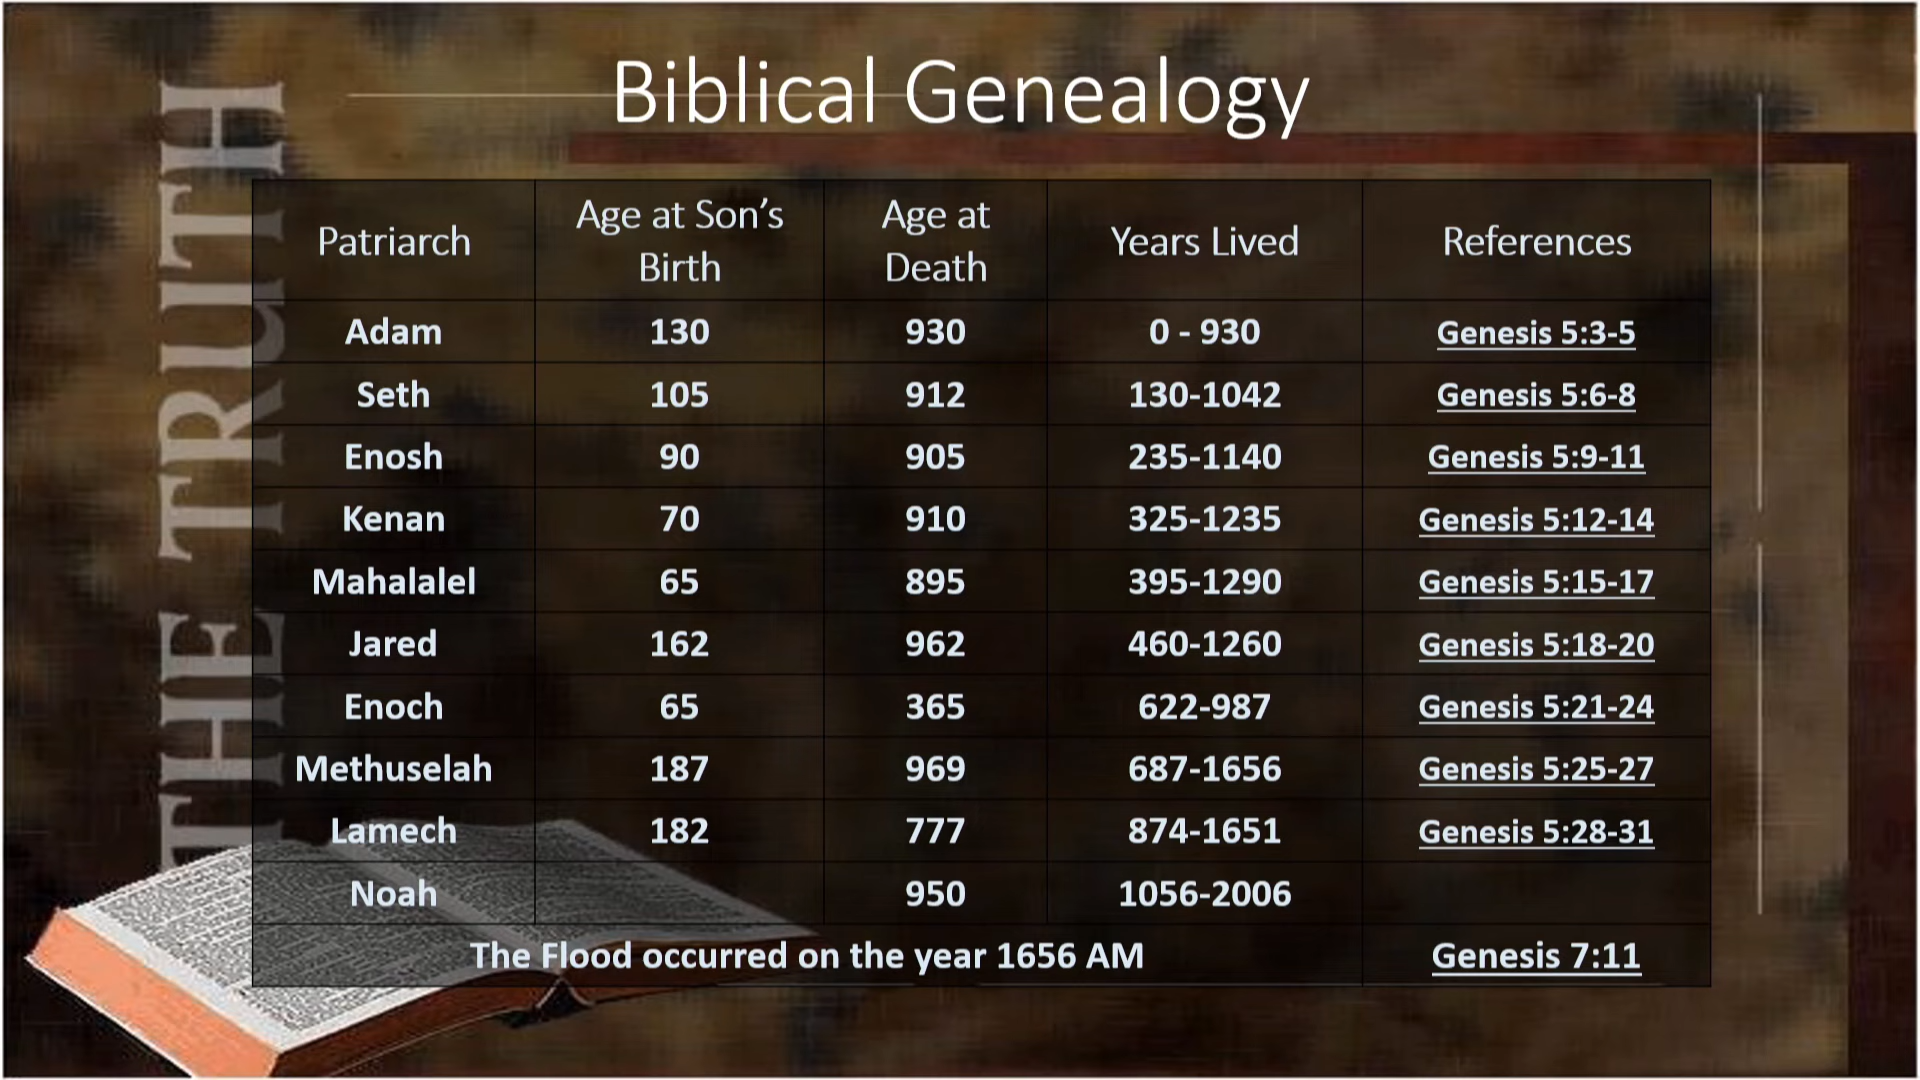 Biblical Genealogy
THE TRUTH
Patriarch Age at Son's Birth Age at Death Years Lived References
Adam 130 930 0 - 930 Genesis 5:3-5
Seth 105 912 130-1042 Genesis 5:6-8
Enosh 90 905 235-1140 Genesis 5:9-11
Kenan 70 910 325-1235 Genesis 5:12-14
Mahalalel 65 895 395-1290 Genesis 5:15-17
Jared 162 962 460-1260 Genesis 5:18-20
Enoch 65 365 622-987 Genesis 5:21-24
Methuselah 187 969 687-1656 Genesis 5:25-27
Lamech 182 777 874-1651 Genesis 5:28-31
Noah 950 1056-2006
The Flood occurred on the year 1656 AM Genesis 7:11